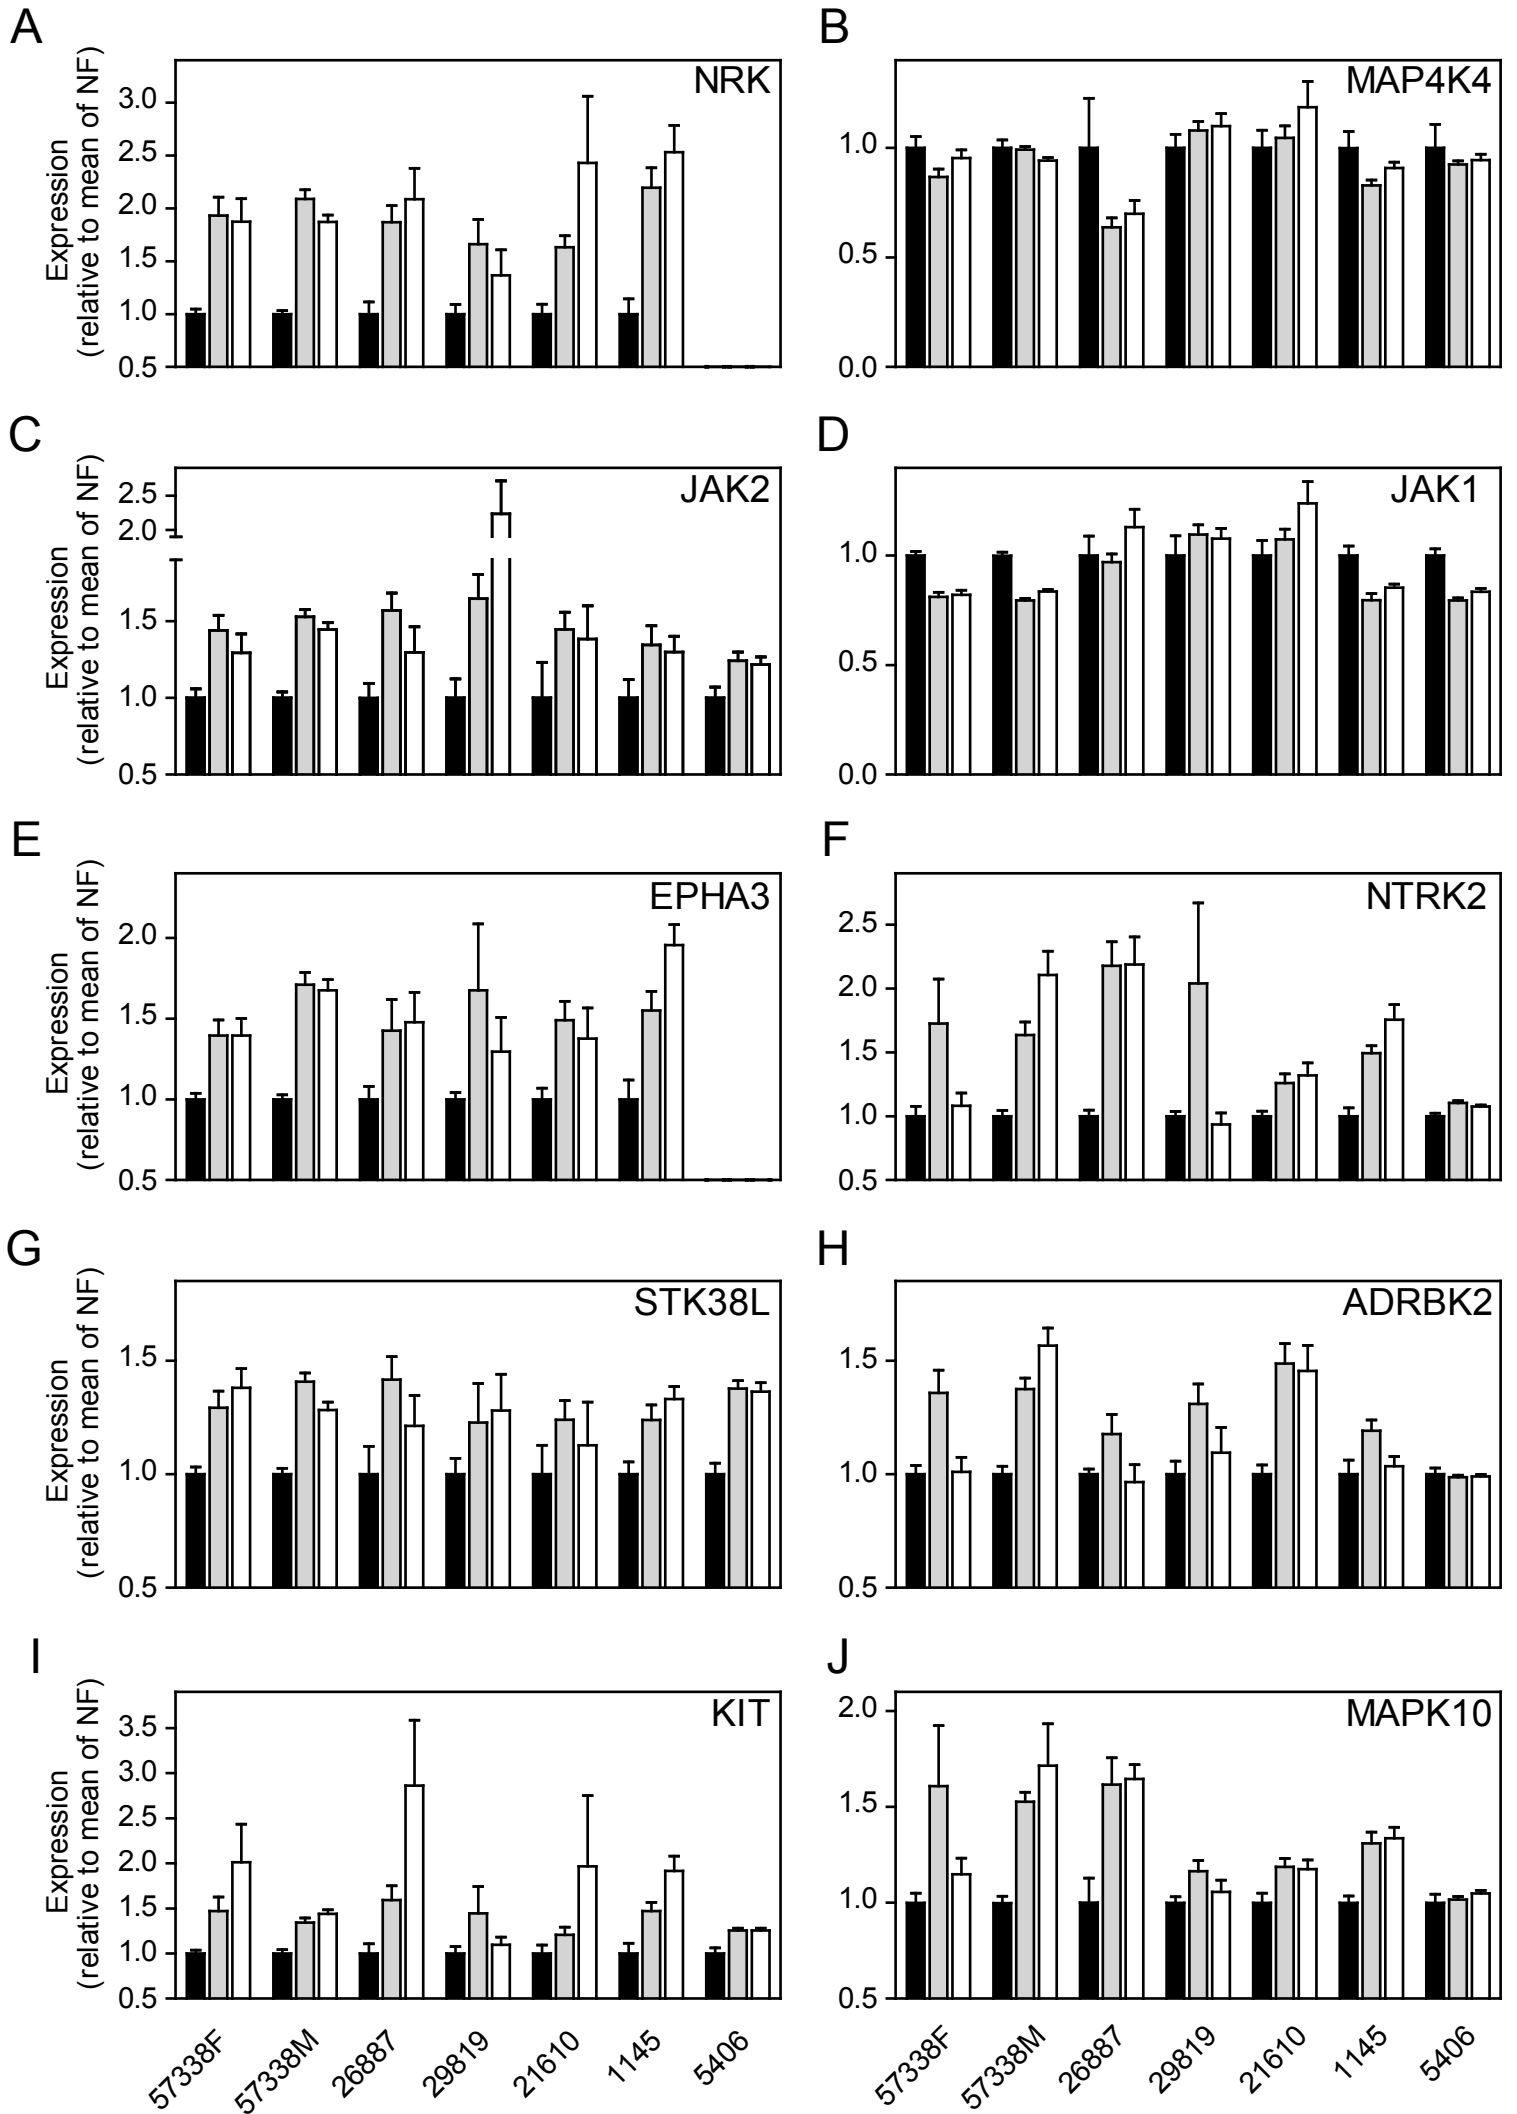 A
Expression
(relative to mean of NF)
NRK
3.0
2.5
2.0
1.5
1.0
0.5
B
MAP4K4
1.0
0.5
0.0
C
Expression
(relative to mean of NF)
JAK2
2.5
2.0
1.5
1.0
0.5
D
JAK1
1.0
0.5
0.0
E
Expression
(relative to mean of NF)
EPHA3
2.0
1.5
1.0
0.5
F
NTRK2
2.5
2.0
1.5
1.0
0.5
G
Expression
(relative to mean of NF)
STK38L
1.5
1.0
0.5
H
ADRBK2
1.5
1.0
0.5
I
Expression
(relative to mean of NF)
KIT
3.5
3.0
2.5
2.0
1.5
1.0
0.5
57338F
57338M
26887
29819
21610
1145
5406
J
MAPK10
2.0
1.5
1.0
0.5
57338F
57338M
26887
29819
21610
1145
5406